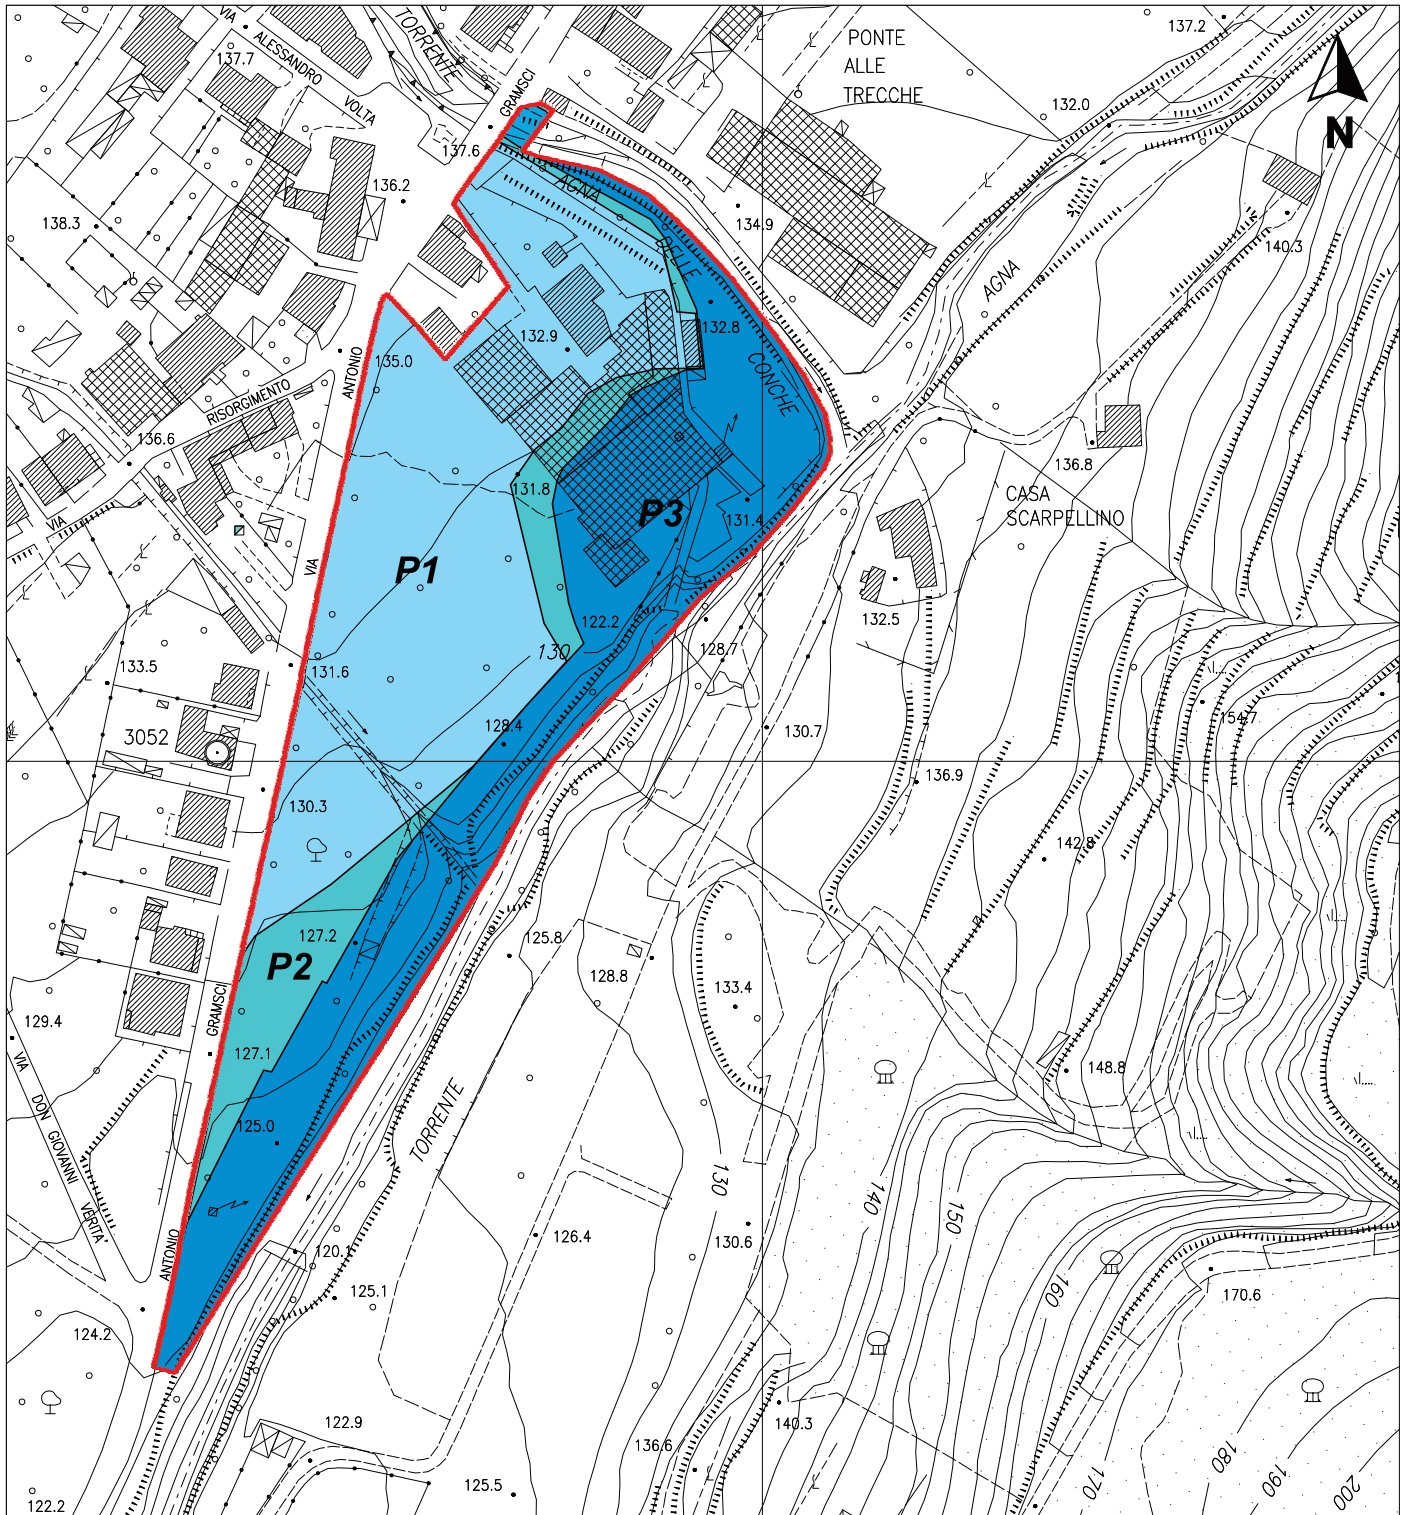 VIA
ALESSANDRO
VOLTA
137.7
TORRENTE
GRAMSCI
PONTE
ALLE
TRECCHE
137.2
132.0
N
137.6
136.2
138.3
AGNA
DELLE
CONCHE
134.9
140.3
AGNA
132.8
132.9
135.0
ANTONIO
RISORGIMENTO
136.6
VIA
131.8
P3
131.4
136.8
CASA
SCARPELLINO
P1
VIA
122.2
132.5
130
128.7
131.6
133.5
128.4
3052
130.7
154.7
136.9
130.3
142.8
127.2
125.8
P2
128.8
133.4
GRAMSCI
129.4
127.1
VIA
DON GIOVANNI
VERITA'
148.8
125.0
TORRENTE
130
140
150
160
126.4
130.6
ANTONIO
120.1
125.1
170.6
124.2
122.9
140.3
136.6
125.5
122.2
170
180
190
200